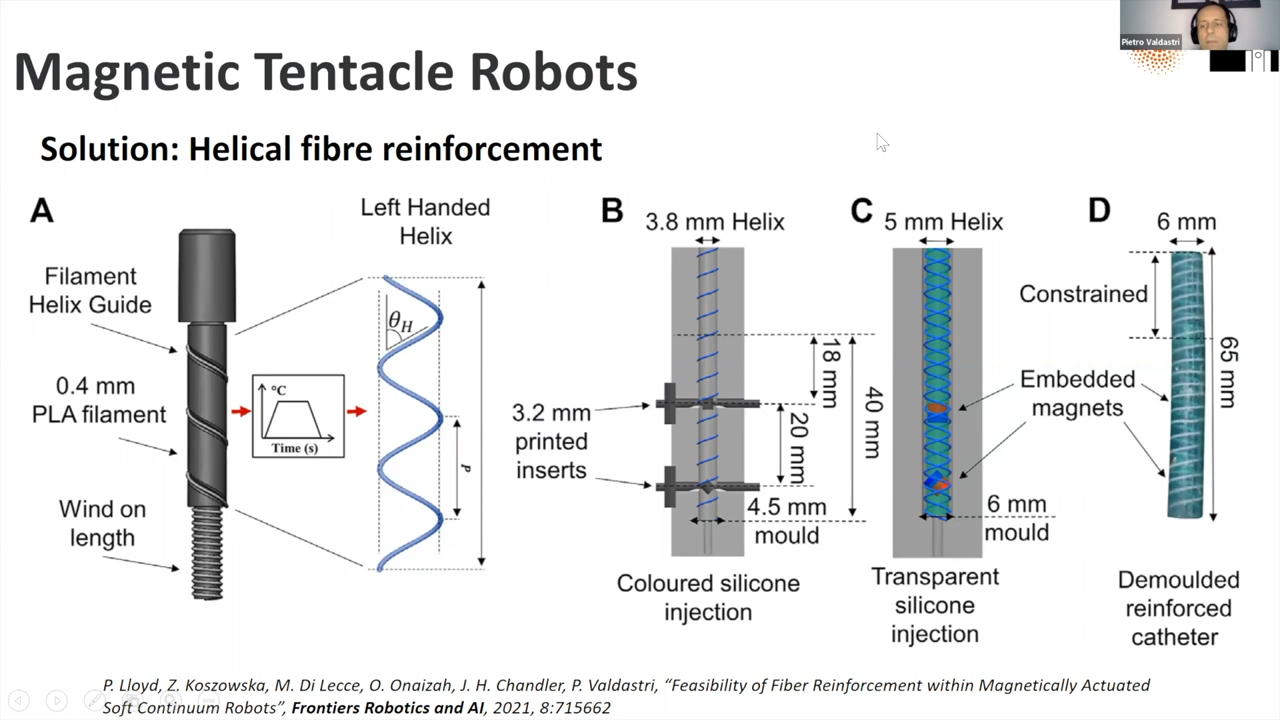 Pietro Valdastri
Magnetic Tentacle Robots
Solution: Helical fibre reinforcement
A
Filament
Helix Guide
0.4 mm
PLA filament
Wind on
length
°C
Time (s)
Left Handed
Helix
θH
P
B
3.8 mm Helix
3.2 mm
printed
inserts
18 mm
20 mm
40 mm
4.5 mm
mould
Coloured silicone
injection
C
5 mm Helix
Embedded
magnets
6 mm
mould
Transparent
silicone
injection
D
6 mm
Constrained
65 mm
Demoulded
reinforced
catheter
P. Lloyd, Z. Koszowska, M. Di Lecce, O. Onaizah, J. H. Chandler, P. Valdastri, “Feasibility of Fiber Reinforcement within Magnetically Actuated
Soft Continuum Robots”, Frontiers Robotics and AI, 2021, 8:715662